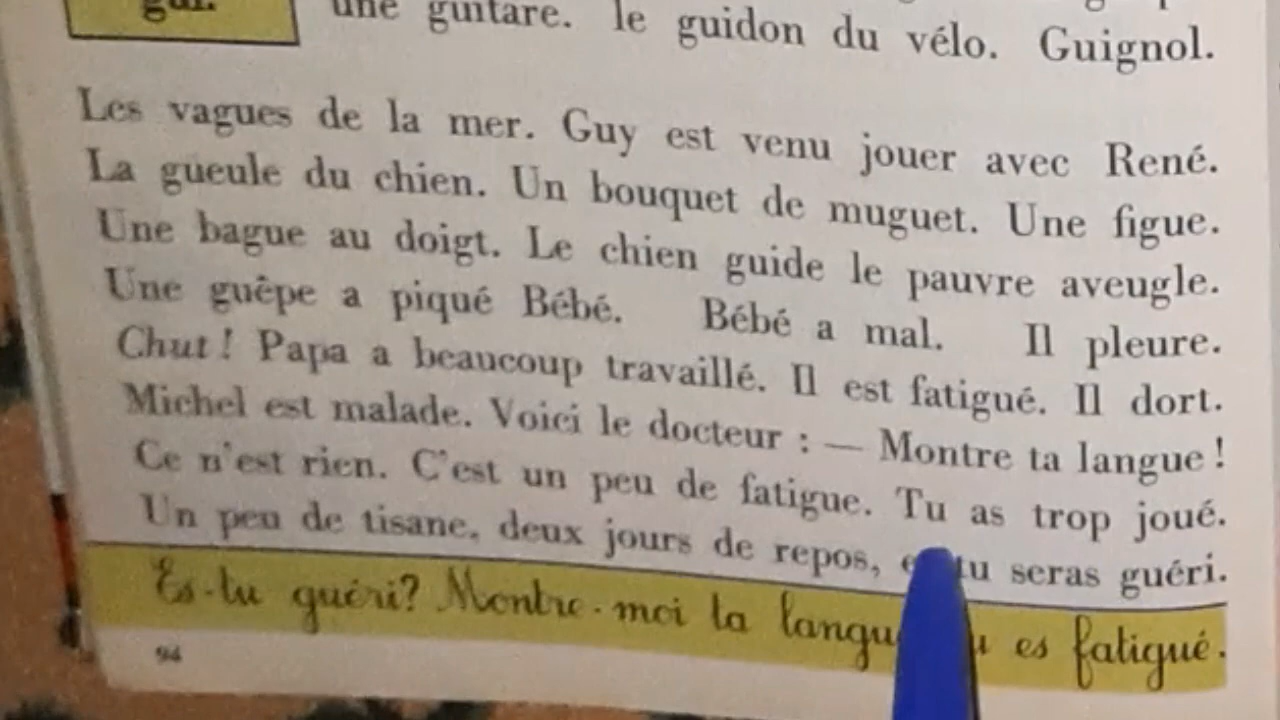 gui.
une guitare. le guidon du vélo. Guignol.
Les vagues de la mer. Guy est venu jouer avec René.
La gueule du chien. Un bouquet de muguet. Une figue.
Une bague au doigt. Le chien guide le pauvre aveugle.
Une guêpe a piqué Bébé. Bébé a mal. Il pleure.
Chut ! Papa a beaucoup travaillé. Il est fatigué. Il dort.
Michel est malade. Voici le docteur : — Montre ta langue !
Ce n'est rien. C'est un peu de fatigue. Tu as trop joué.
Un peu de tisane, deux jours de repos, tu seras guéri.
Es-tu guéri? Montre-moi ta es fatigué.
94